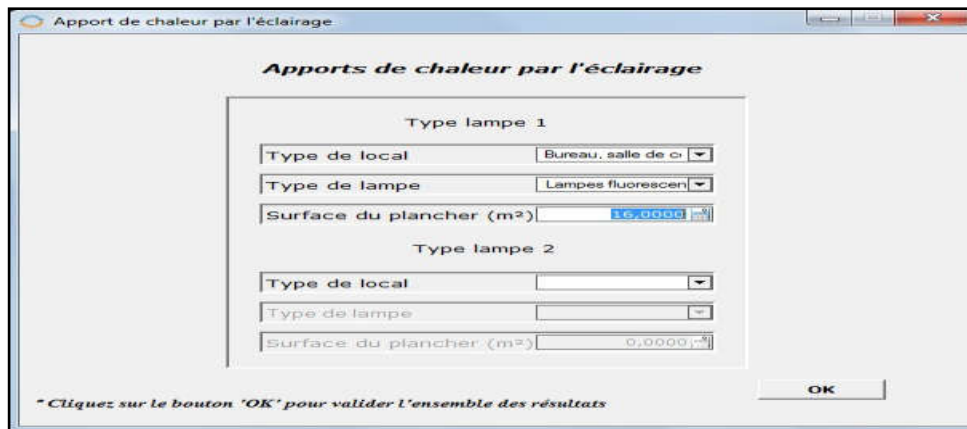 Apport de chaleur par l'éclairage
Apports de chaleur par l'éclairage
Type lampe 1
Type de local Bureau, salle de c
Type de lampe Lampes fluorescen
Surface du plancher (m²) 16,0000
Type lampe 2
Type de local
Type de lampe
Surface du plancher (m²) 0,0000
OK
* Cliquez sur le bouton 'OK' pour valider l'ensemble des résultats